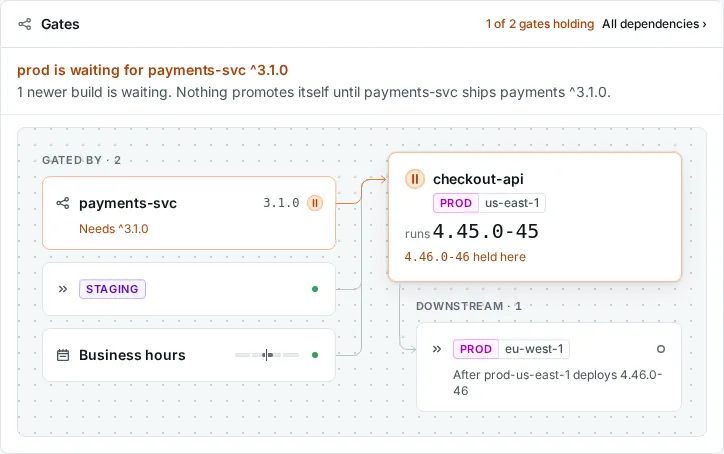 Gates
1 of 2 gates holding
All dependencies ›
prod is waiting for payments-svc ^3.1.0
1 newer build is waiting. Nothing promotes itself until payments-svc ships payments ^3.1.0.
GATED BY · 2
payments-svc
3.1.0
Needs ^3.1.0
STAGING
Business hours
checkout-api
PROD us-east-1
runs 4.45.0-45
4.46.0-46 held here
DOWNSTREAM · 1
PROD eu-west-1
After prod-us-east-1 deploys 4.46.0-
46